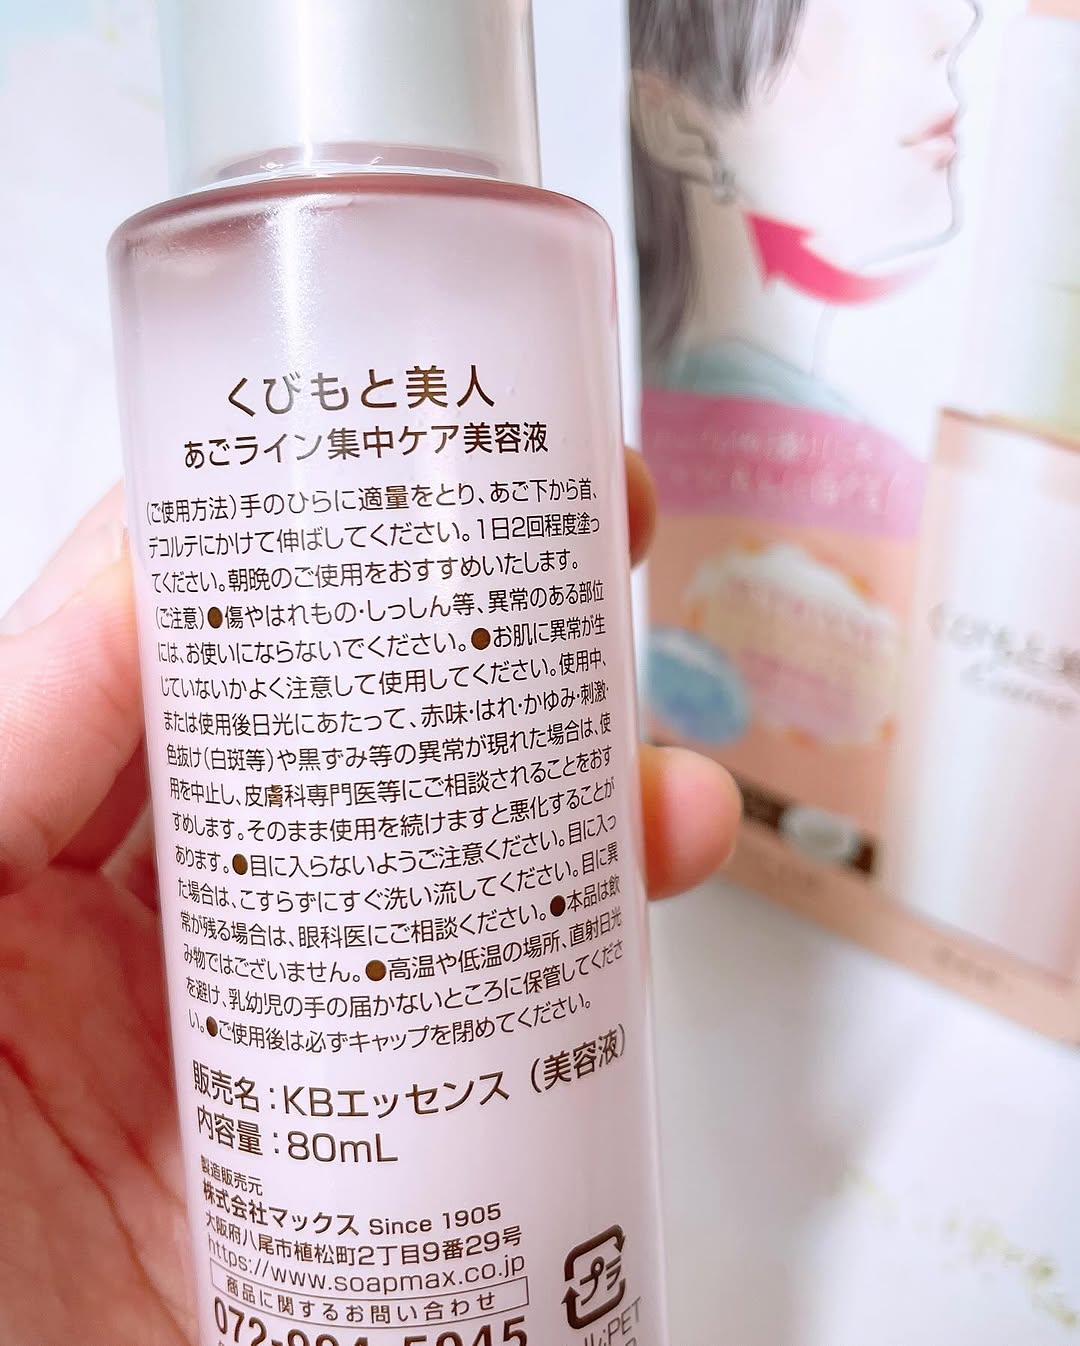 くびもと美人
あごライン集中ケア美容液
(ご使用方法)手のひらに適量をとり、あご下から首、
デコルテにかけて伸ばしてください。1日2回程度塗っ
てください。朝晩のご使用をおすすめいたします。
(ご注意)●傷やはれもの・しっしん等、異常のある部位
には、お使いにならないでください。●お肌に異常が生
じていないかよく注意して使用してください。使用中、
または使用後日光にあたって、赤味・はれ・かゆみ・刺激・
色抜け(白斑等)や黒ずみ等の異常が現れた場合は、使
用を中止し、皮膚科専門医等にご相談されることをおす
すめします。そのまま使用を続けますと悪化することが
あります。●目に入らないようご注意ください。目に入っ
た場合は、こすらずにすぐ洗い流してください。目に異
常が残る場合は、眼科医にご相談ください。●本品は飲
み物ではございません。●高温や低温の場所、直射日光
を避け、乳幼児の手の届かないところに保管してくださ
い。●ご使用後は必ずキャップを閉めてください。
販売名:KBエッセンス(美容液)
内容量:80mL
製造販売元
株式会社マックス Since 1905
大阪府八尾市植松町2丁目9番29号
https://www.soapmax.co.jp
商品に関するお問い合わせ
プラ